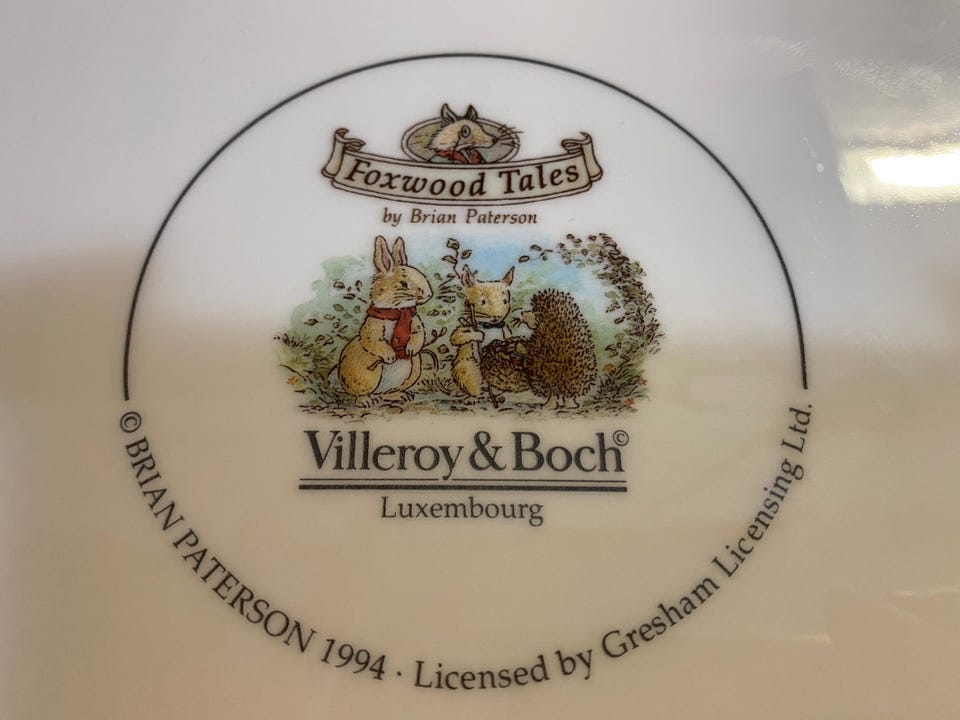 Foxwood Tales
by Brian Paterson
Villeroy & Boch©
Luxembourg
© BRIAN PATERSON 1994 · Licensed by Gresham Licensing Ltd.